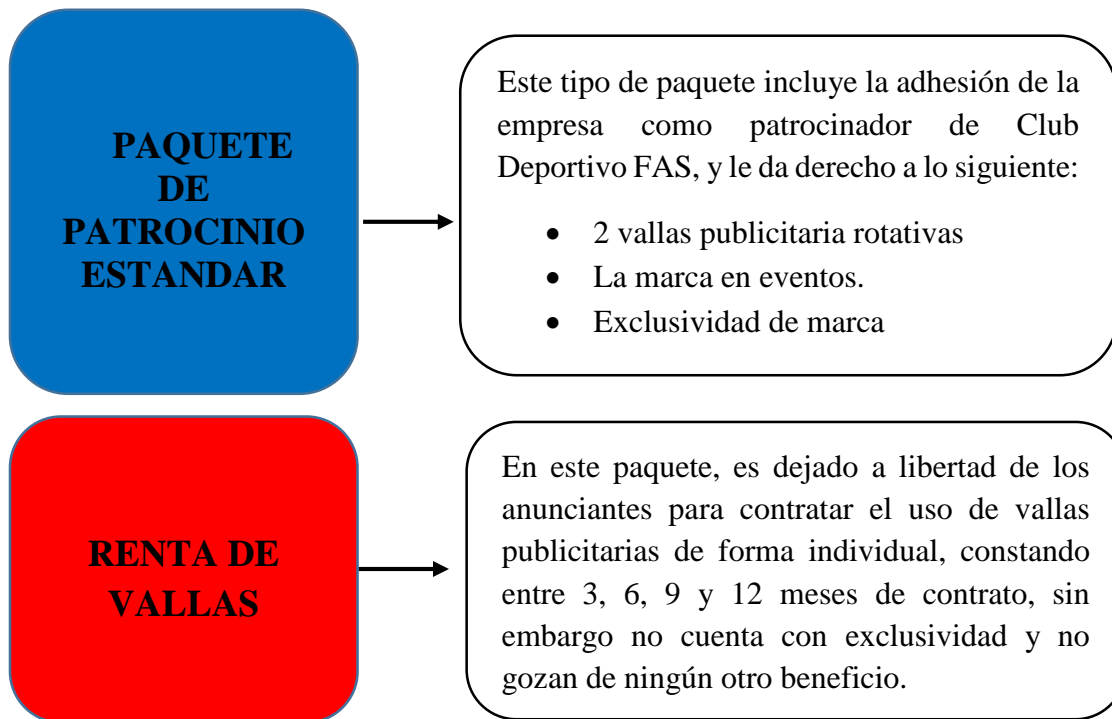 PAQUETE
DE
PATROCINIO
ESTANDAR
Este tipo de paquete incluye la adhesión de la
empresa como patrocinador de Club
Deportivo FAS, y le da derecho a lo siguiente:
• 2 vallas publicitaria rotativas
• La marca en eventos.
• Exclusividad de marca
RENTA DE
VALLAS
En este paquete, es dejado a libertad de los
anunciantes para contratar el uso de vallas
publicitarias de forma individual, constando
entre 3, 6, 9 y 12 meses de contrato, sin
embargo no cuenta con exclusividad y no
gozan de ningún otro beneficio.